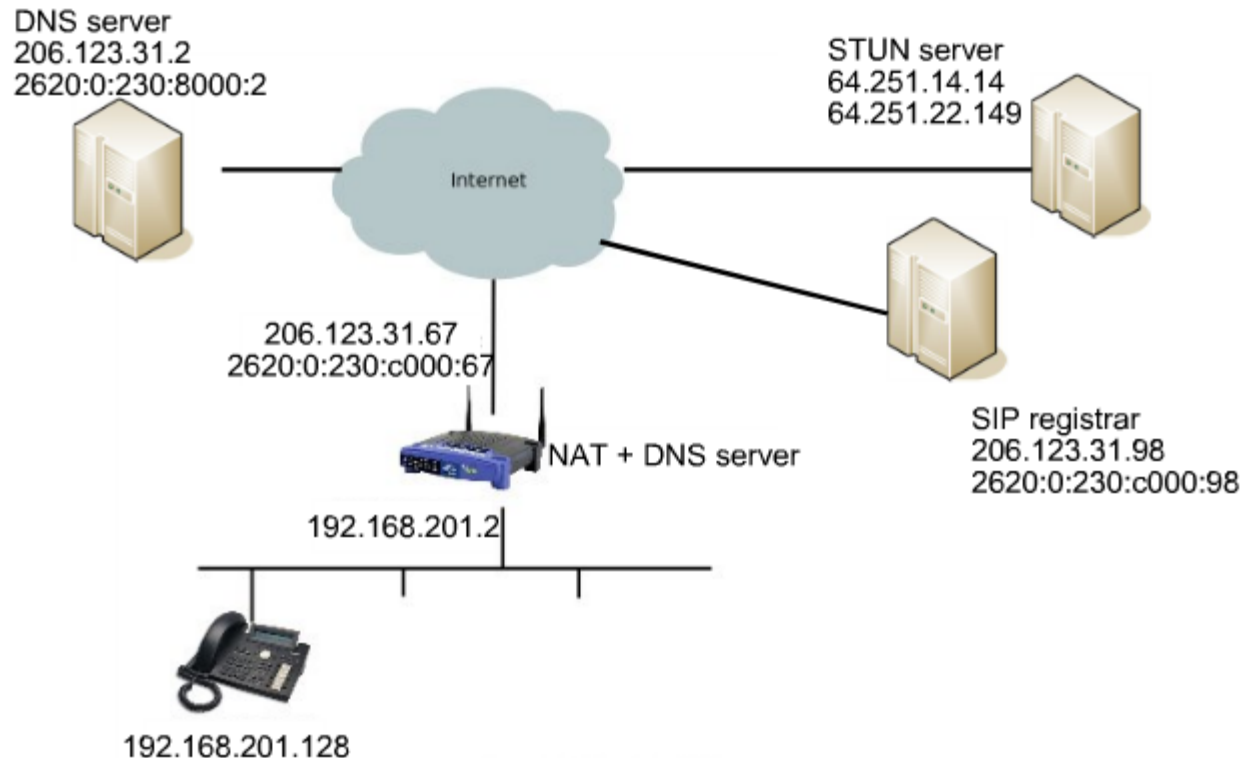 DNS server
206.123.31.2
2620:0:230:8000:2
STUN server
64.251.14.14
64.251.22.149
Internet
206.123.31.67
2620:0:230:c000:67
NAT + DNS server
SIP registrar
206.123.31.98
2620:0:230:c000:98
192.168.201.2
192.168.201.128